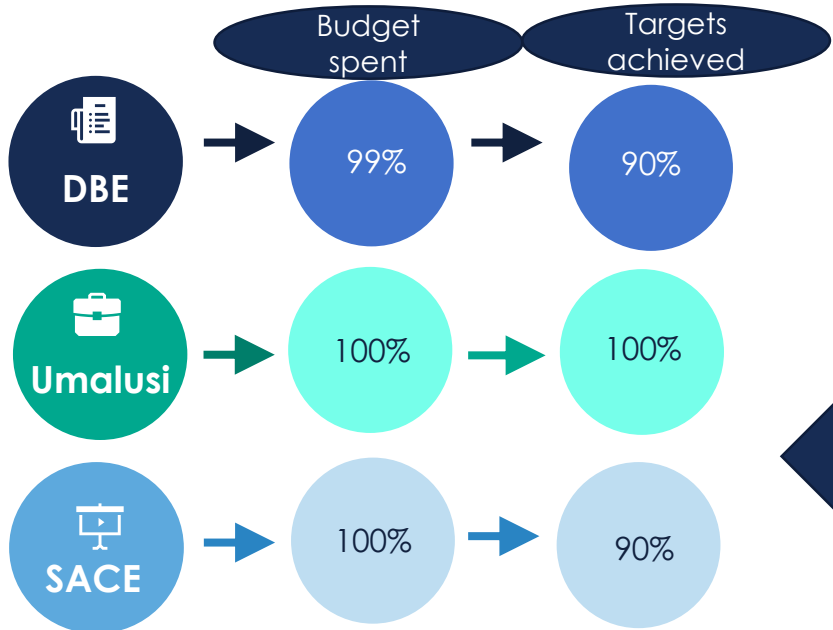 Budget
spent
Targets
achieved
DBE
99%
90%
Umalusi
100%
100%
SACE
100%
90%